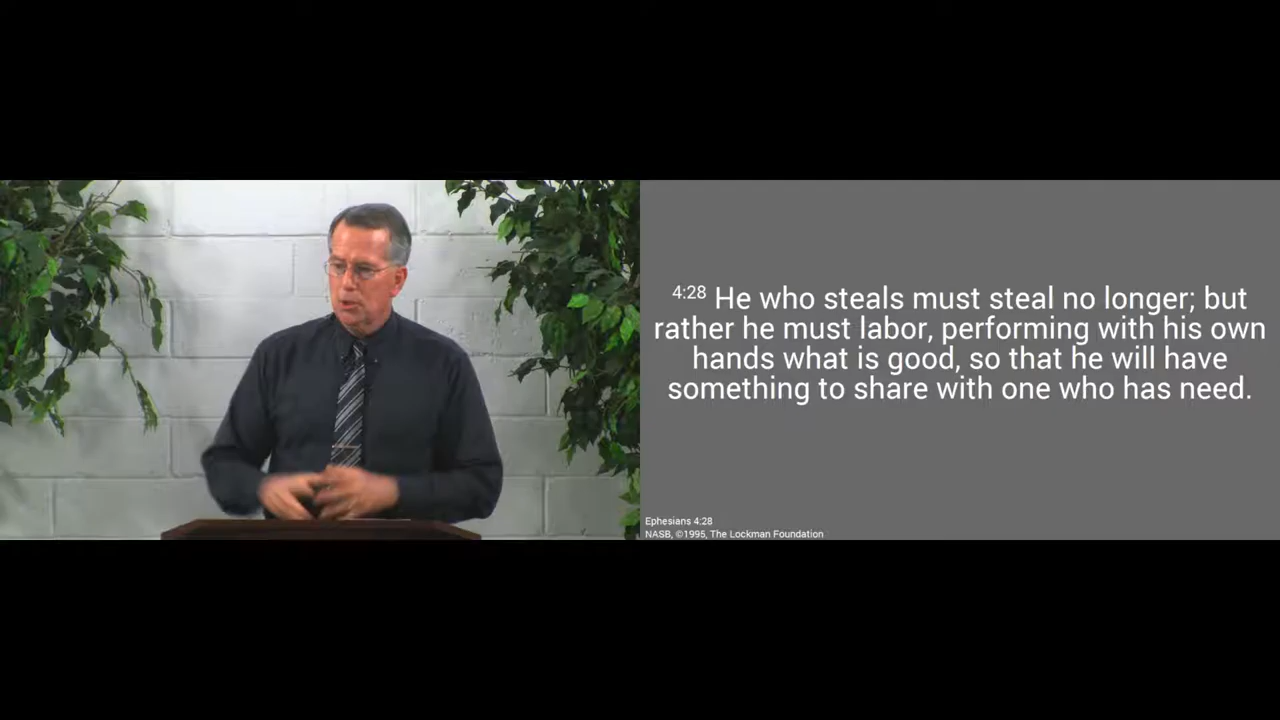 4:28 He who steals must steal no longer; but
rather he must labor, performing with his own
hands what is good, so that he will have
something to share with one who has need.
Ephesians 4:28
NASB, ©1995, The Lockman Foundation